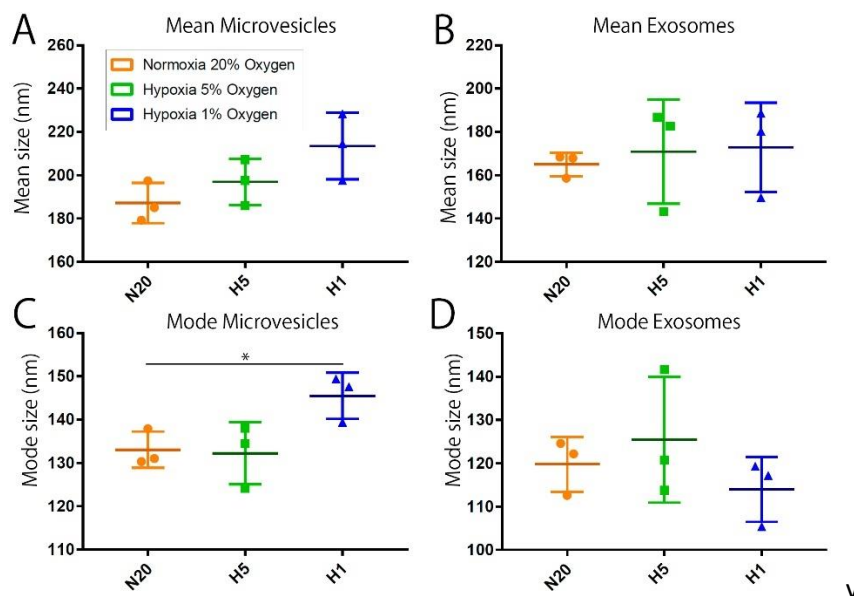 A
Mean Microvesicles
Mean size (nm)
260
240
220
200
180
160
Normoxia 20% Oxygen
Hypoxia 5% Oxygen
Hypoxia 1% Oxygen
N20
H5
H1
B
Mean Exosomes
Mean size (nm)
220
200
180
160
140
120
N20
H5
H1
C
Mode Microvesicles
Mode size (nm)
160
150
140
130
120
110
*
N20
H5
H1
D
Mode Exosomes
Mode size (nm)
150
140
130
120
110
100
N20
H5
H1